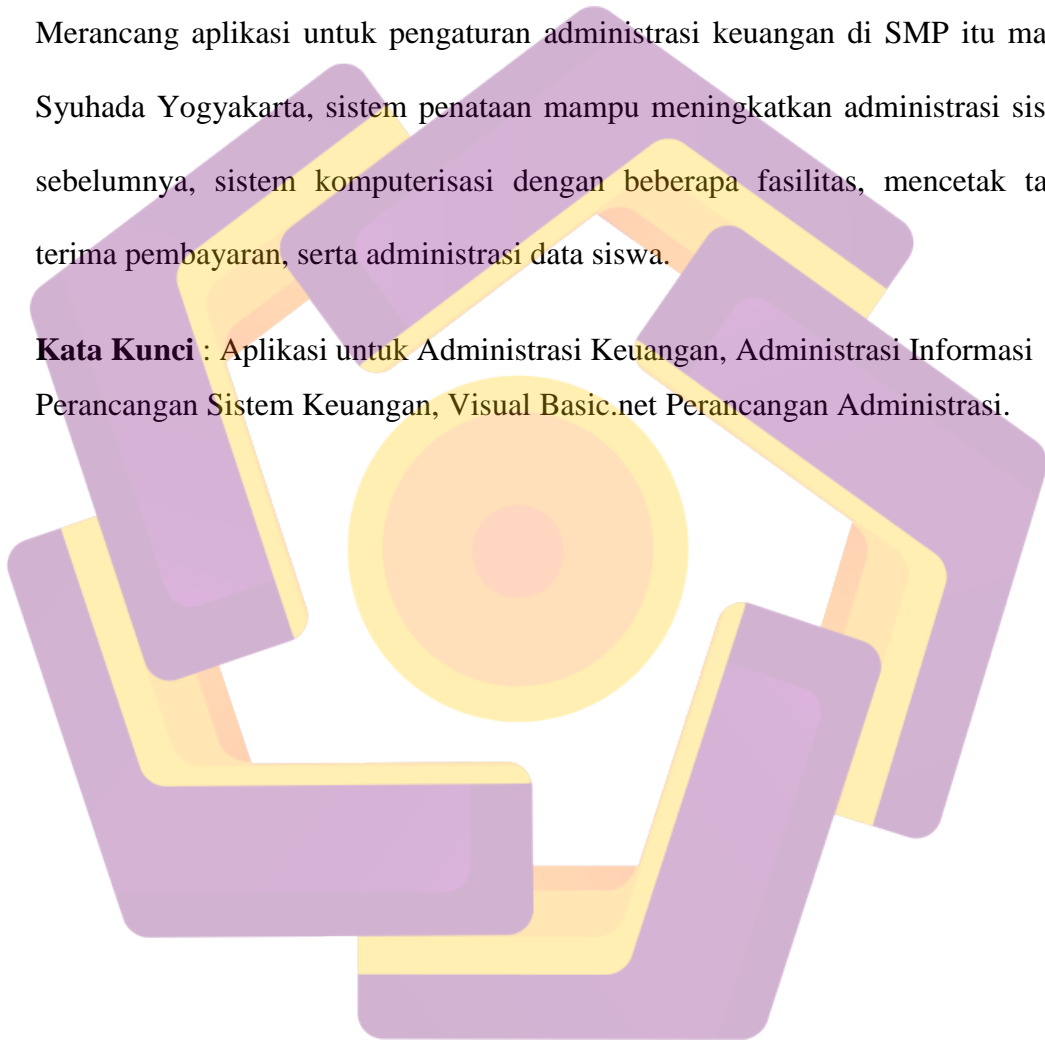 Merancang aplikasi untuk pengaturan administrasi keuangan di SMP itu ma
Syuhada Yogyakarta, sistem penataan mampu meningkatkan administrasi sis
sebelumnya, sistem komputerisasi dengan beberapa fasilitas, mencetak ta
terima pembayaran, serta administrasi data siswa.
Kata Kunci : Aplikasi untuk Administrasi Keuangan, Administrasi Informasi
Perancangan Sistem Keuangan, Visual Basic.net Perancangan Administrasi.